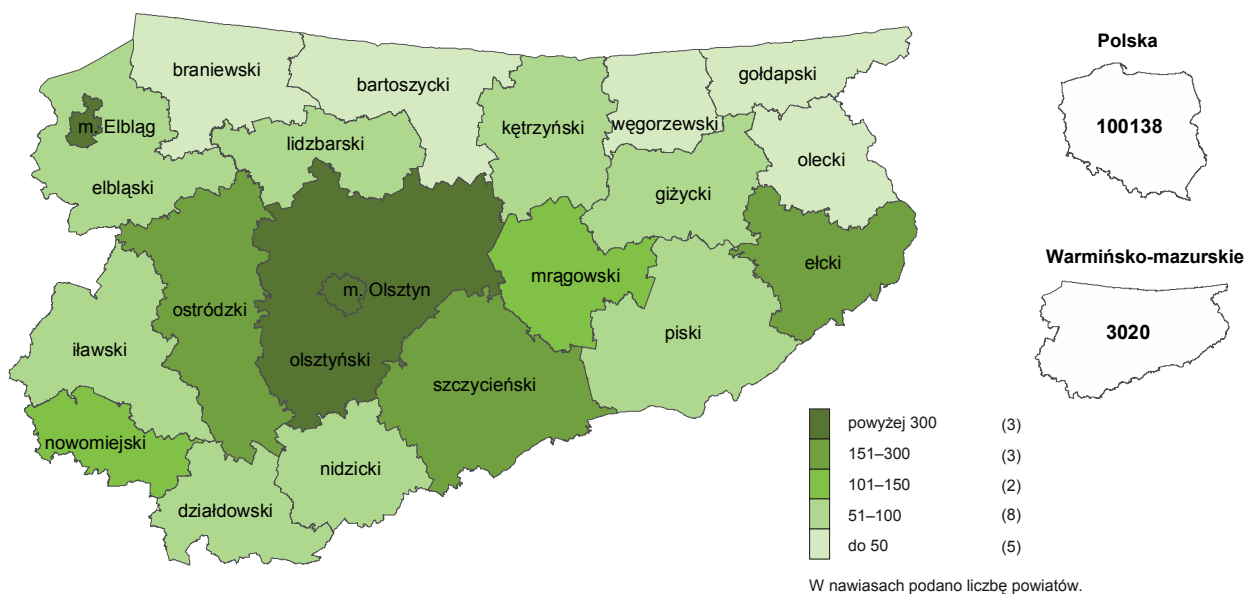 braniewski
bartoszycki
gołdapski
m. Elbląg
kętrzyński
węgorzewski
lidzbarski
olecki
elbląski
giżycki
ełcki
mrągowski
m. Olsztyn
ostródzki
piski
iławski
olsztyński
szczycieński
nowomiejski
nidzicki
działdowski
Polska
100138
Warmińsko-mazurskie
3020
powyżej 300 (3)
151–300 (3)
101–150 (2)
51–100 (8)
do 50 (5)
W nawiasach podano liczbę powiatów.